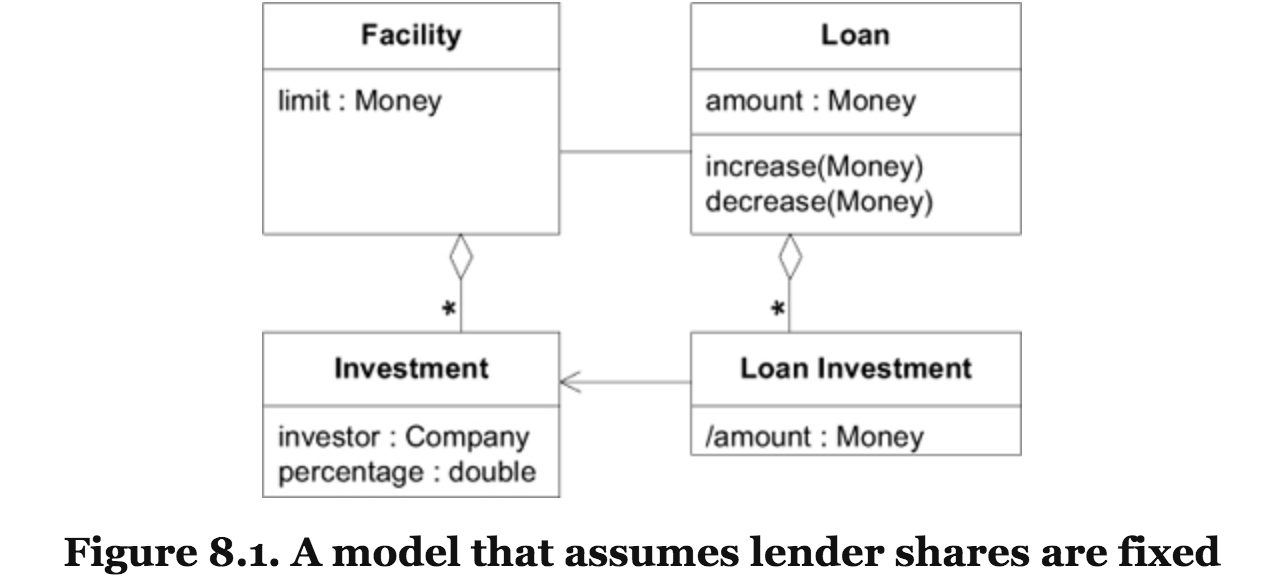 Facility
limit : Money
Loan
amount : Money
increase(Money)
decrease(Money)
*
*
Investment
investor : Company
percentage : double
Loan Investment
/amount : Money
Figure 8.1. A model that assumes lender shares are fixed